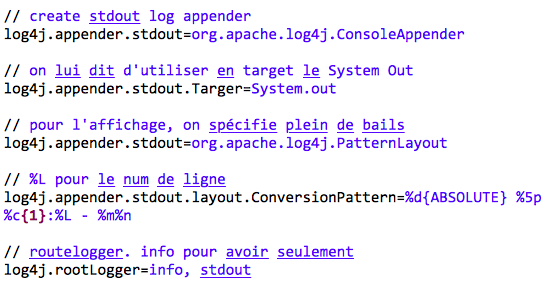 // create stdout log appender
log4j.appender.stdout=org.apache.log4j.ConsoleAppender
// on lui dit d'utiliser en target le System Out
log4j.appender.stdout.Targer=System.out
// pour l'affichage, on spécifie plein de bails
log4j.appender.stdout=org.apache.log4j.PatternLayout
// %L pour le num de ligne
log4j.appender.stdout.layout.ConversionPattern=%d{ABSOLUTE} %5p
%c{1}:%L - %m%n
// routelogger. info pour avoir seulement
log4j.rootLogger=info, stdout